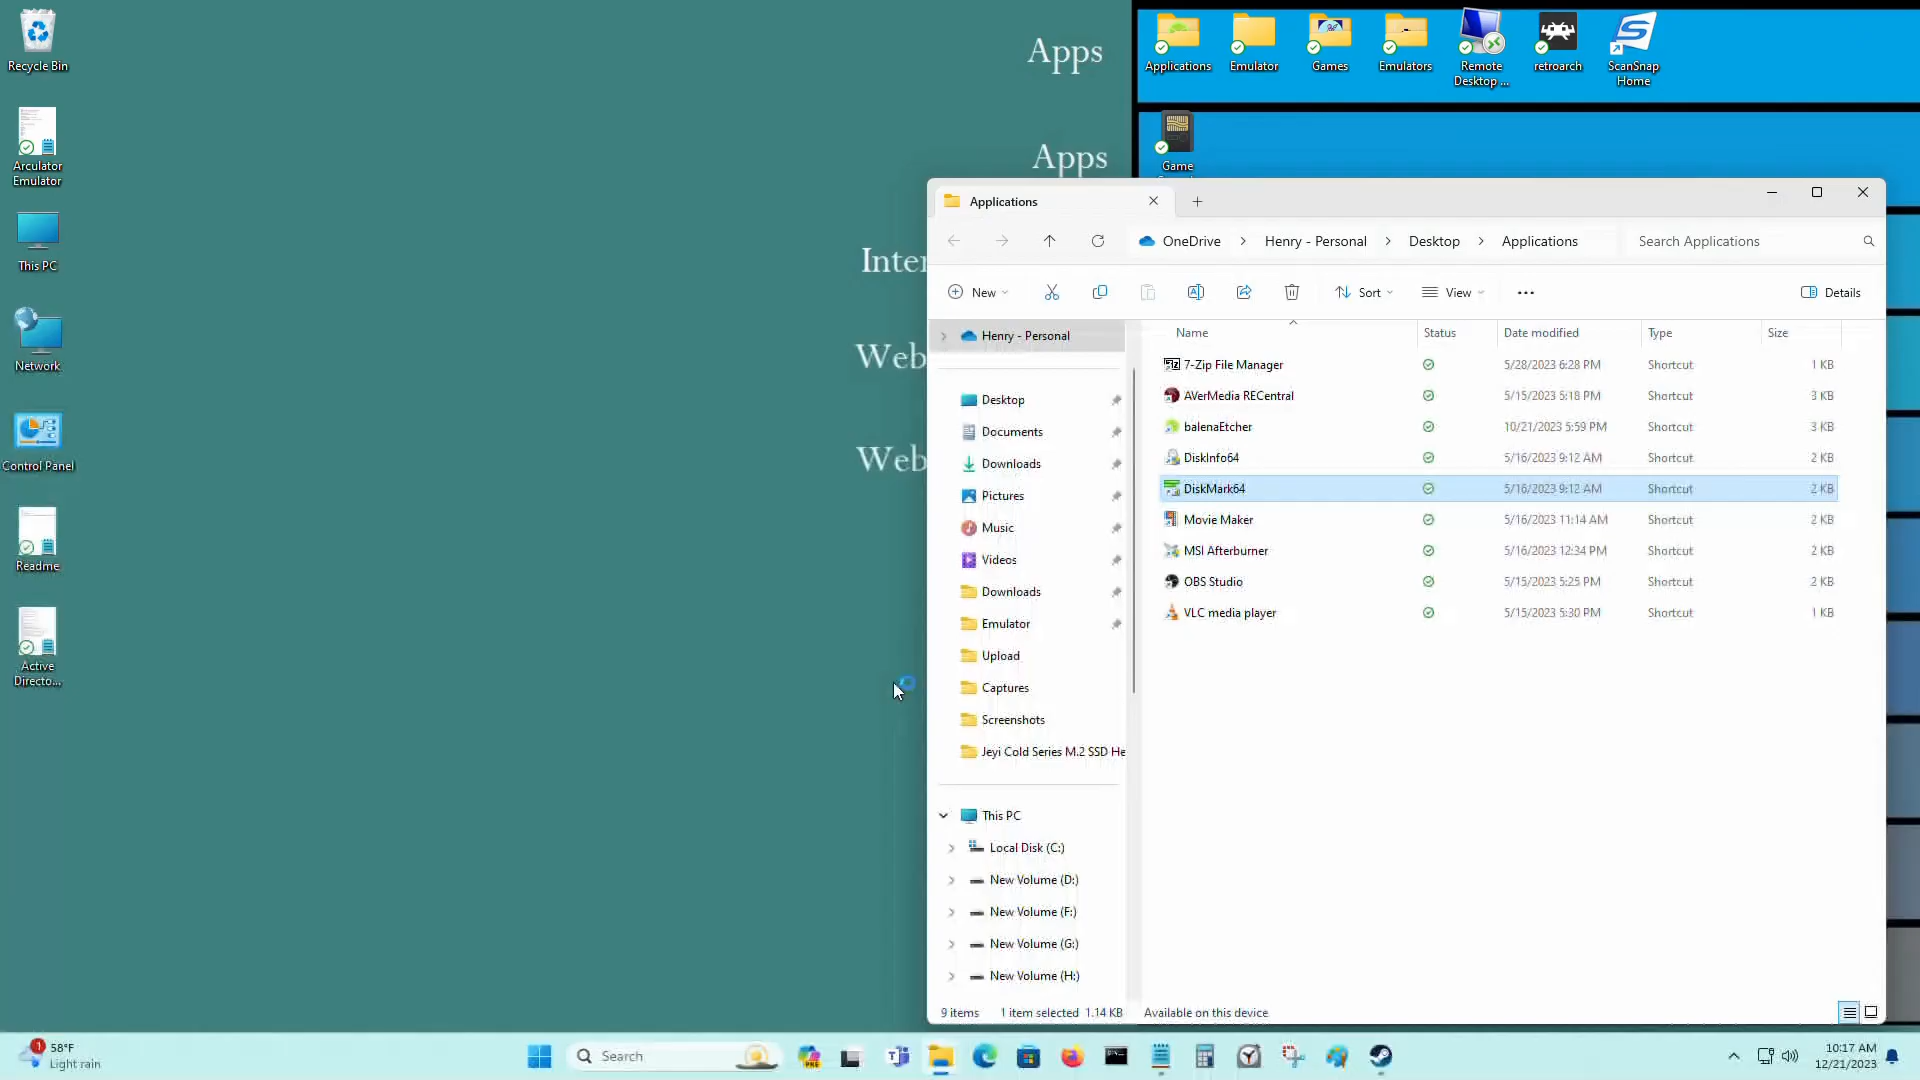 Recycle Bin
Arculator
Emulator
This PC
Network
Control Panel
Readme
Active
Directo...
Apps
Apps
Web
Web
Applications
Emulator
Games
Emulators
Remote
Desktop ...
retroarch
ScanSnap
Home
Game
Applications
OneDrive
Henry - Personal
Desktop
Applications
Search Applications
New
Sort
View
Details
Henry - Personal
Desktop
Documents
Downloads
Pictures
Music
Videos
Downloads
Emulator
Upload
Captures
Screenshots
Jeyi Cold Series M.2 SSD He
This PC
Local Disk (C:)
New Volume (D:)
New Volume (F:)
New Volume (G:)
New Volume (H:)
Name Status Date modified Type Size
7-Zip File Manager 5/28/2023 6:28 PM Shortcut 1 KB
AVerMedia RECentral 5/15/2023 5:18 PM Shortcut 3 KB
balenaEtcher 10/21/2023 5:59 PM Shortcut 3 KB
DiskInfo64 5/16/2023 9:12 AM Shortcut 2 KB
DiskMark64 5/16/2023 9:12 AM Shortcut 2 KB
Movie Maker 5/16/2023 11:14 AM Shortcut 2 KB
MSI Afterburner 5/16/2023 12:34 PM Shortcut 2 KB
OBS Studio 5/15/2023 5:25 PM Shortcut 2 KB
VLC media player 5/15/2023 5:30 PM Shortcut 1 KB
9 items 1 item selected 1.14 KB Available on this device
1
58°F
Light rain
Search
PRE
10:17 AM
12/21/2023